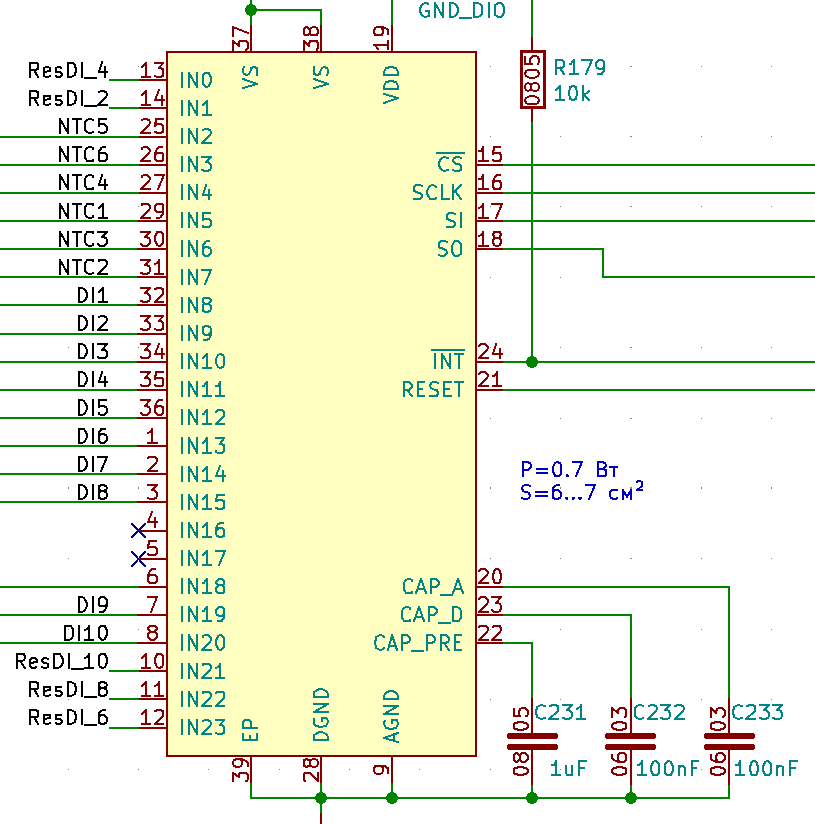 GND_DIO
37
38
19
VS
VS
VDD
0805
R179
10k
ResDI_4 13 IN0
ResDI_2 14 IN1
NTC5 25 IN2
NTC6 26 IN3 CS 15
NTC4 27 IN4 SCLK 16
NTC1 29 IN5 SI 17
NTC3 30 IN6 SO 18
NTC2 31 IN7
DI1 32 IN8
DI2 33 IN9
DI3 34 IN10 INT 24
DI4 35 IN11 RESET 21
DI5 36 IN12
DI6 1 IN13
DI7 2 IN14
DI8 3 IN15
P=0.7 Вт
S=6...7 см²
4 IN16
5 IN17
6 IN18 CAP_A 20
DI9 7 IN19 CAP_D 23
DI10 8 IN20 CAP_PRE 22
ResDI_10 10 IN21
ResDI_8 11 IN22
ResDI_6 12 IN23
EP
DGND
AGND
39
28
9
0805
C231
1uF
0603
C232
100nF
0603
C233
100nF